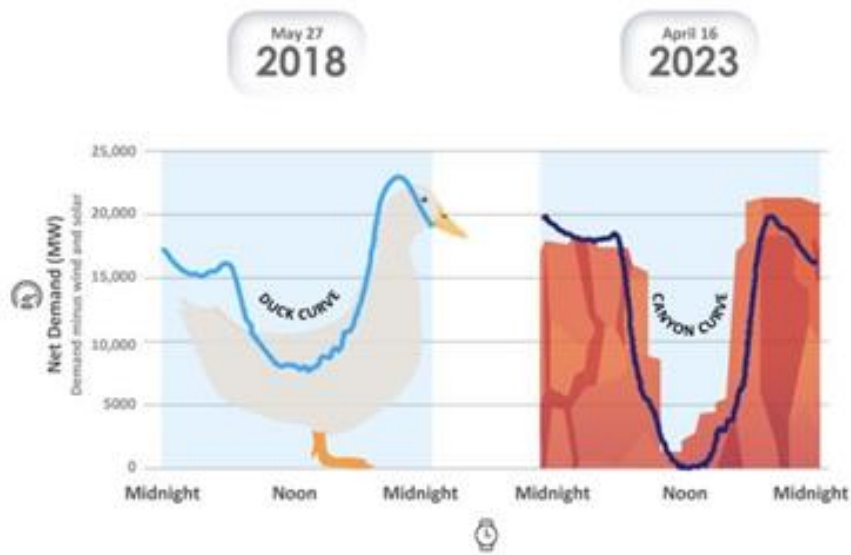 May 27
2018
April 16
2023
25,000
20,000
15,000
10,000
5000
0
Net Demand (MW)
Demand minus wind and solar
DUCK CURVE
CANYON CURVE
Midnight
Noon
Midnight
Midnight
Noon
Midnight